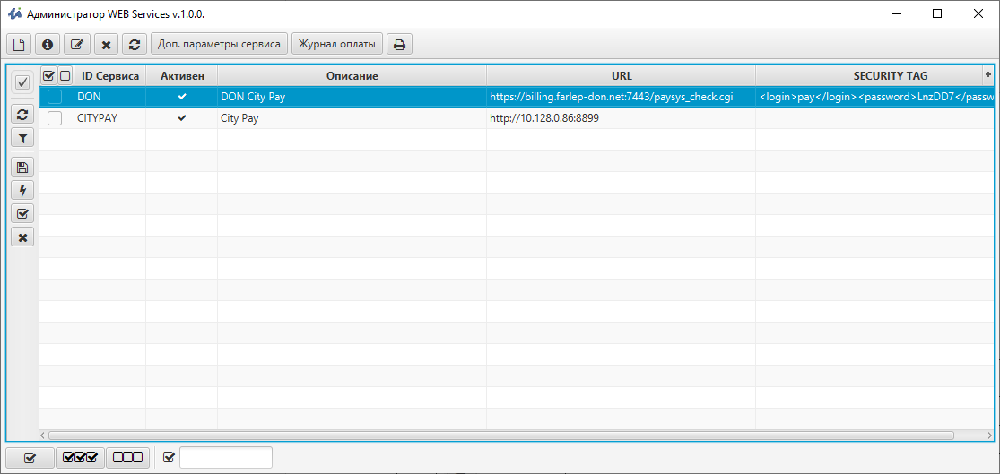 Администратор WEB Services v.1.0.0.
Доп. параметры сервиса Журнал оплаты
ID Сервиса Активен Описание URL SECURITY TAG
DON DON City Pay https://billing.farlep-don.net:7443/paysys_check.cgi <login>pay</login><password>LnzDD7</passw
CITYPAY City Pay http://10.128.0.86:8899